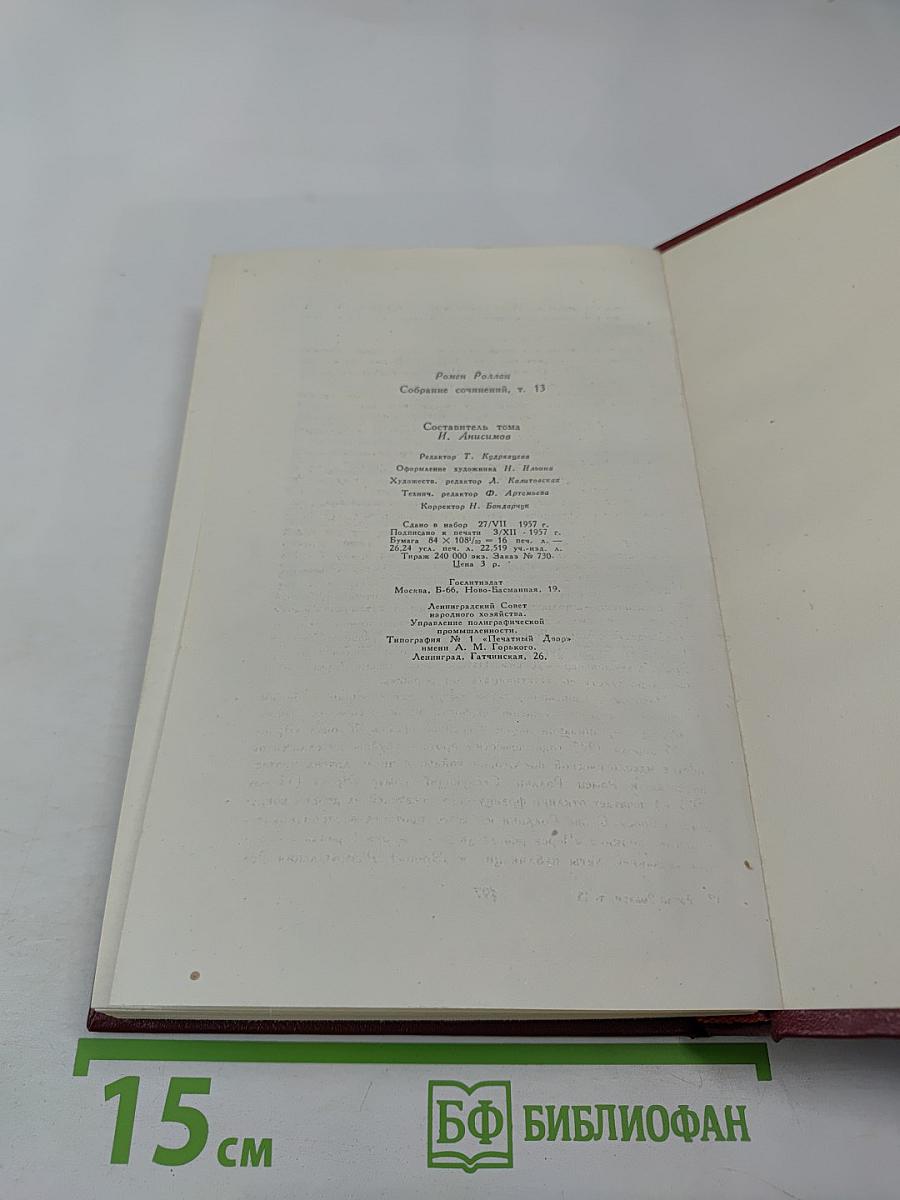 Ромен Роллан
Собрание сочинений, т. 13
Составитель тома
И. Анисимов
Редактор Т. Кудрявцева
Оформление художника Н. Ильина
Художеств. редактор Л. Калитовская
Технич. редактор Ф. Артемьева
Корректор Н. Бондарчук
Сдано в набор 27/VII 1957 г.
Подписано к печати 3/XII - 1957 г.
Бумага 84 × 108¹/₃₂ = 16 печ. л. —
26,24 усл. печ. л. 22,519 уч.-изд. л.
Тираж 240 000 экз. Заказ № 730.
Цена 3 р.
Гослитиздат
Москва, Б-66, Ново-Басманная, 19.
Ленинградский Совет
народного хозяйства.
Управление полиграфической
промышленности.
Типография № 1 «Печатный Двор»
имени А. М. Горького.
Ленинград, Гатчинская, 26.
15 см
БФ БИБЛИОФАН